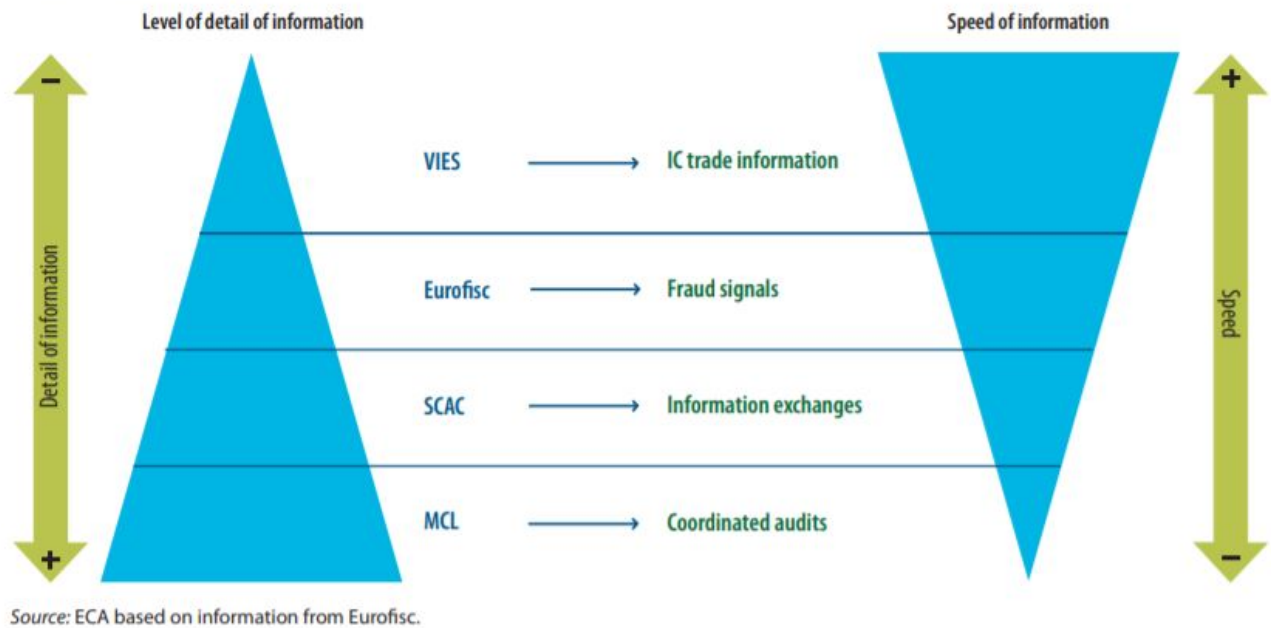 Level of detail of information
Speed of information
−
+
VIES → IC trade information
Detail of information
Eurofisc → Fraud signals
Speed
SCAC → Information exchanges
MCL → Coordinated audits
+
−
Source: ECA based on information from Eurofisc.